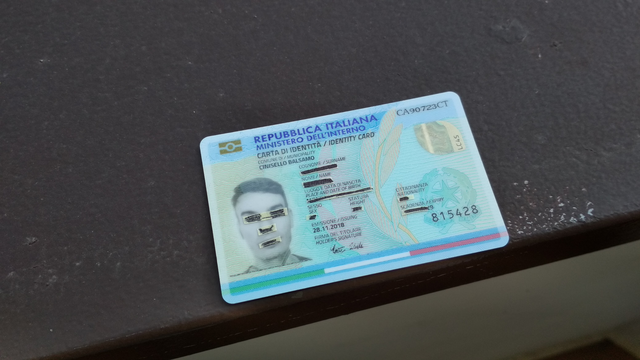 REPUBBLICA ITALIANA
CA90723CT
MINISTERO DELL'INTERNO
CARTA DI IDENTITÀ / IDENTITY CARD
COMUNE DI / MUNICIPALITY
CINISELLO BALSAMO
COGNOME / SURNAME
NOME / NAME
LUOGO E DATA DI NASCITA
PLACE AND DATE OF BIRTH
SESSO
SEX
STATURA
CITTADINANZA
NATIONALITY
EMISSIONE / ISSUING
28.11.2018
SCADENZA / EXPIRY
815428
FIRMA DEL TITOLARE
HOLDER'S SIGNATURE